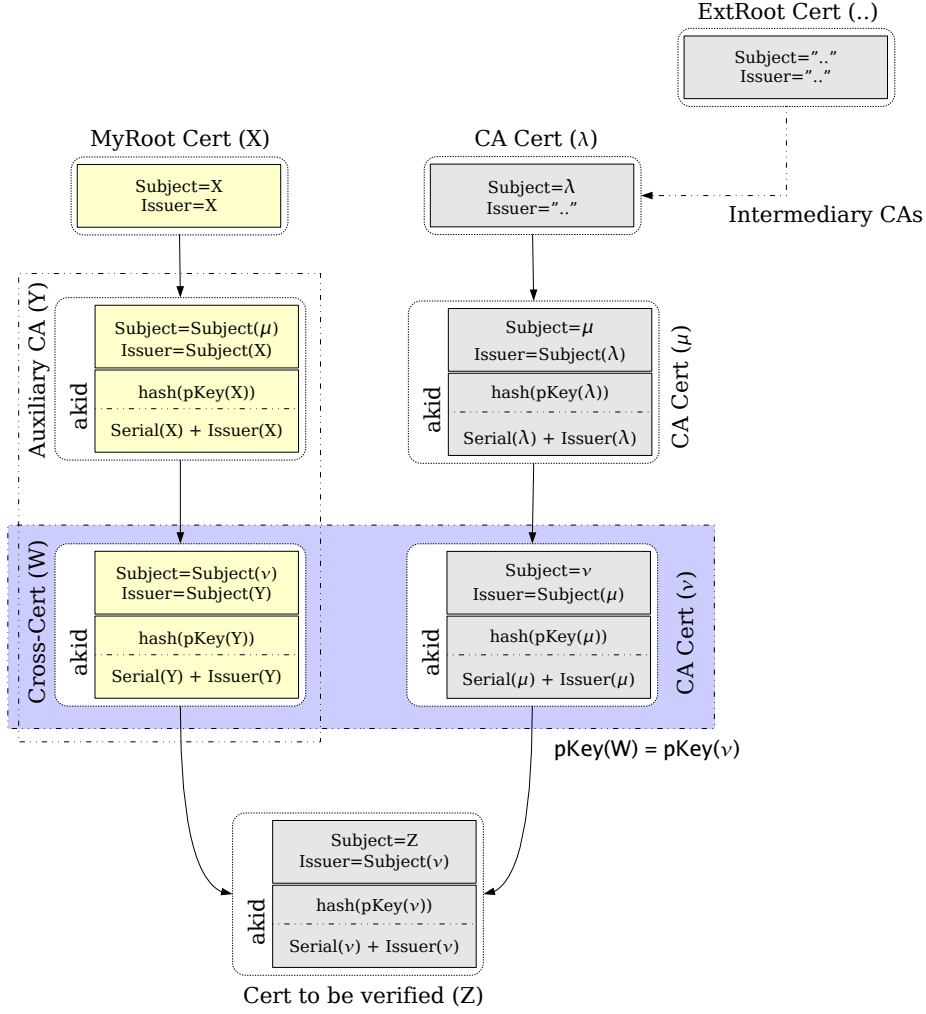 ExtRoot Cert (..)
Subject=”..”
Issuer=”..”
MyRoot Cert (X)
Subject=X
Issuer=X
CA Cert (λ)
Subject=λ
Issuer=”..”
Intermediary CAs
Auxiliary CA (Y)
Subject=Subject(μ)
Issuer=Subject(X)
akid
hash(pKey(X))
Serial(X) + Issuer(X)
Subject=μ
Issuer=Subject(λ)
akid
hash(pKey(λ))
Serial(λ) + Issuer(λ)
CA Cert (μ)
Cross-Cert (W)
Subject=Subject(ν)
Issuer=Subject(Y)
akid
hash(pKey(Y))
Serial(Y) + Issuer(Y)
Subject=ν
Issuer=Subject(μ)
akid
hash(pKey(μ))
Serial(μ) + Issuer(μ)
CA Cert (ν)
pKey(W) = pKey(ν)
Subject=Z
Issuer=Subject(ν)
akid
hash(pKey(ν))
Serial(ν) + Issuer(ν)
Cert to be verified (Z)